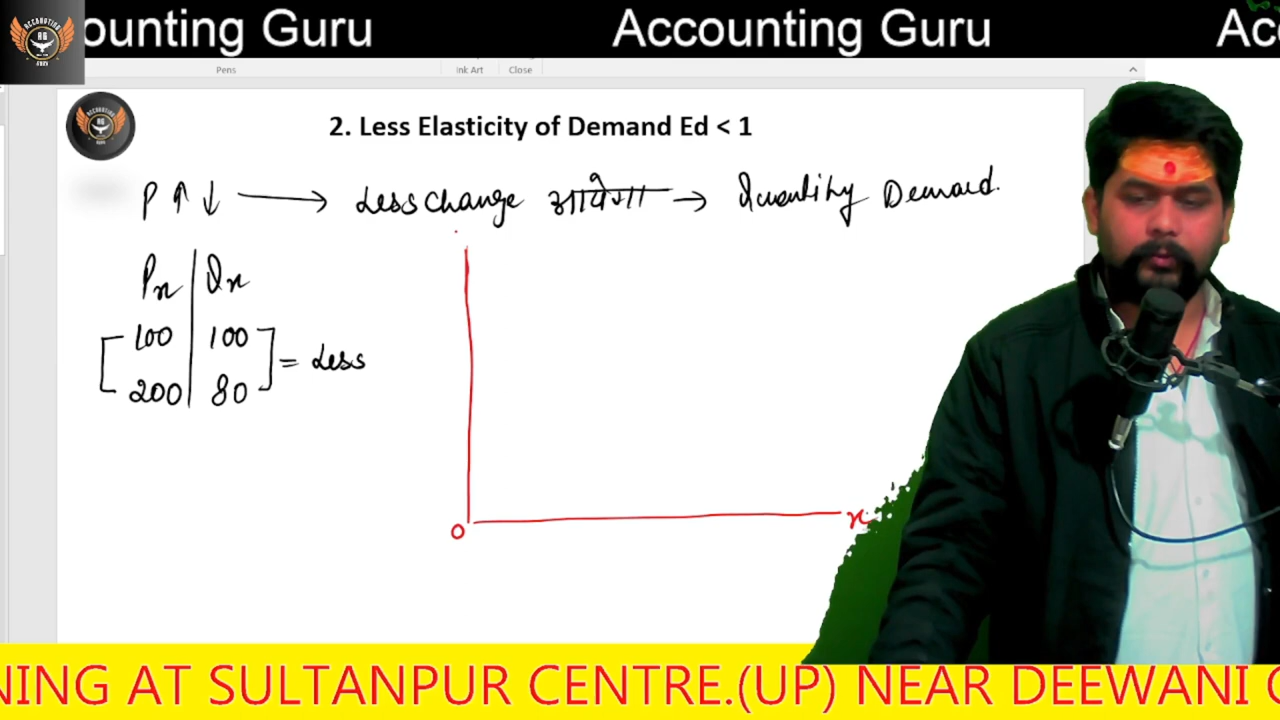 ounting Guru Accounting Guru Acc
Pens Ink Art Close
2. Less Elasticity of Demand Ed < 1
P ↑ ↓ → Less change आयेगा → Quantity Demand.
Px | Qx
100 | 100
200 | 80
= Less
x
0
NING AT SULTANPUR CENTRE.(UP) NEAR DEEWANI C